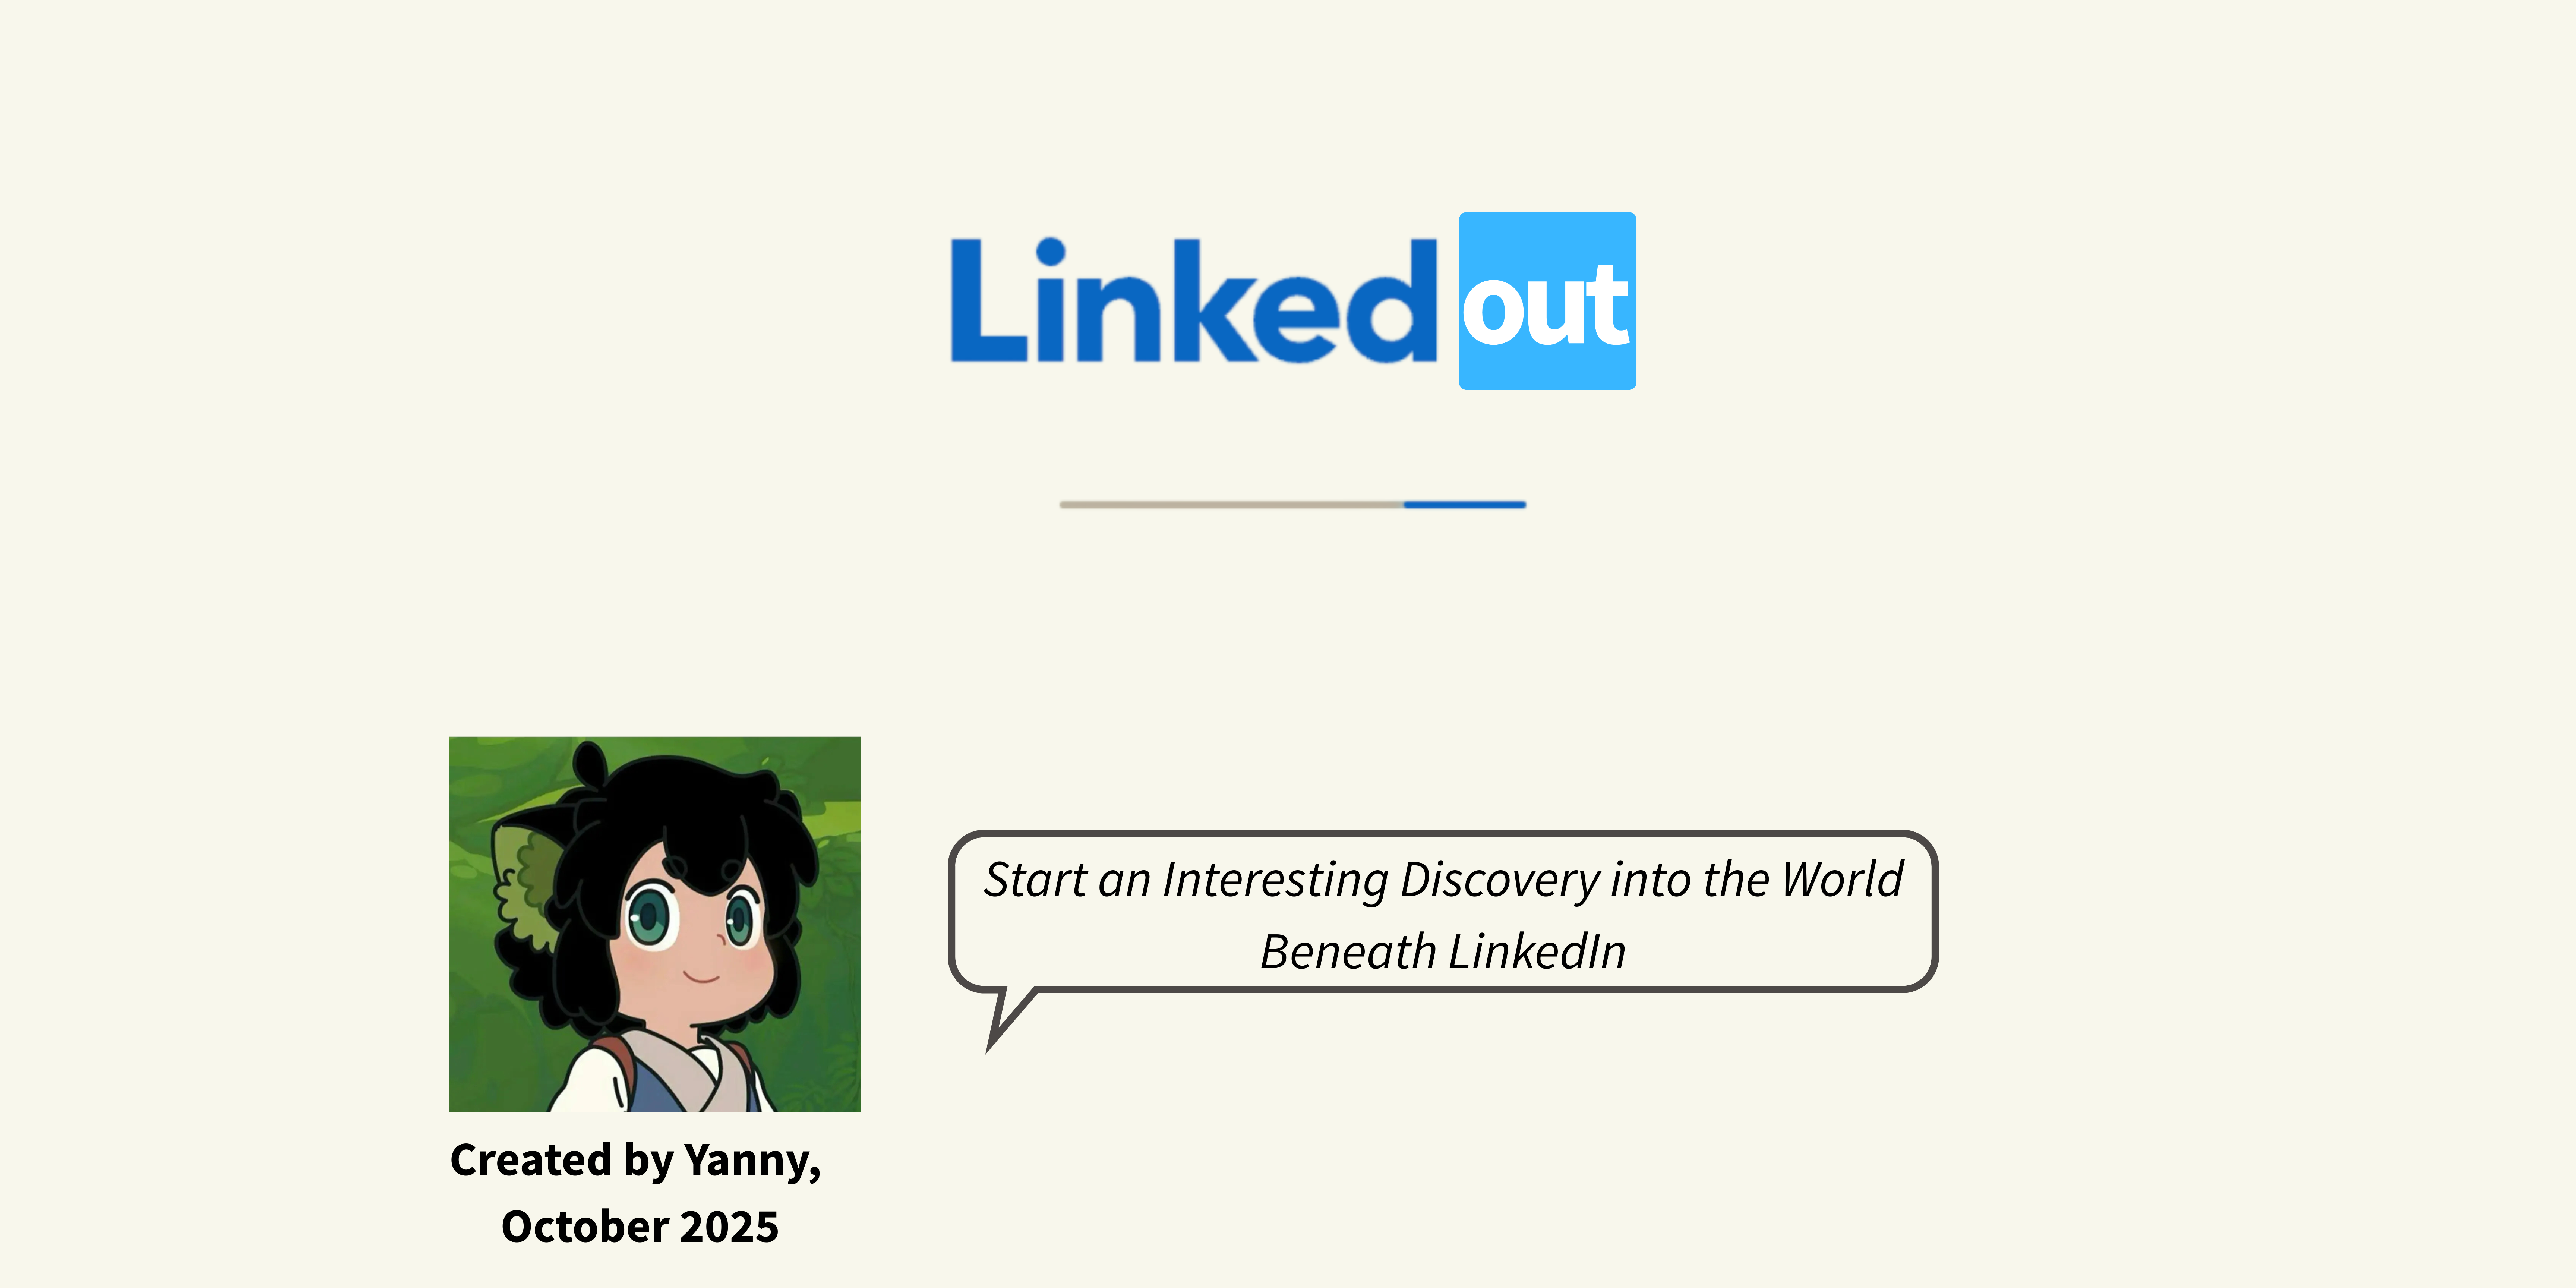 Linked out
Start an Interesting Discovery into the World
Beneath LinkedIn
Created by Yanny,
October 2025